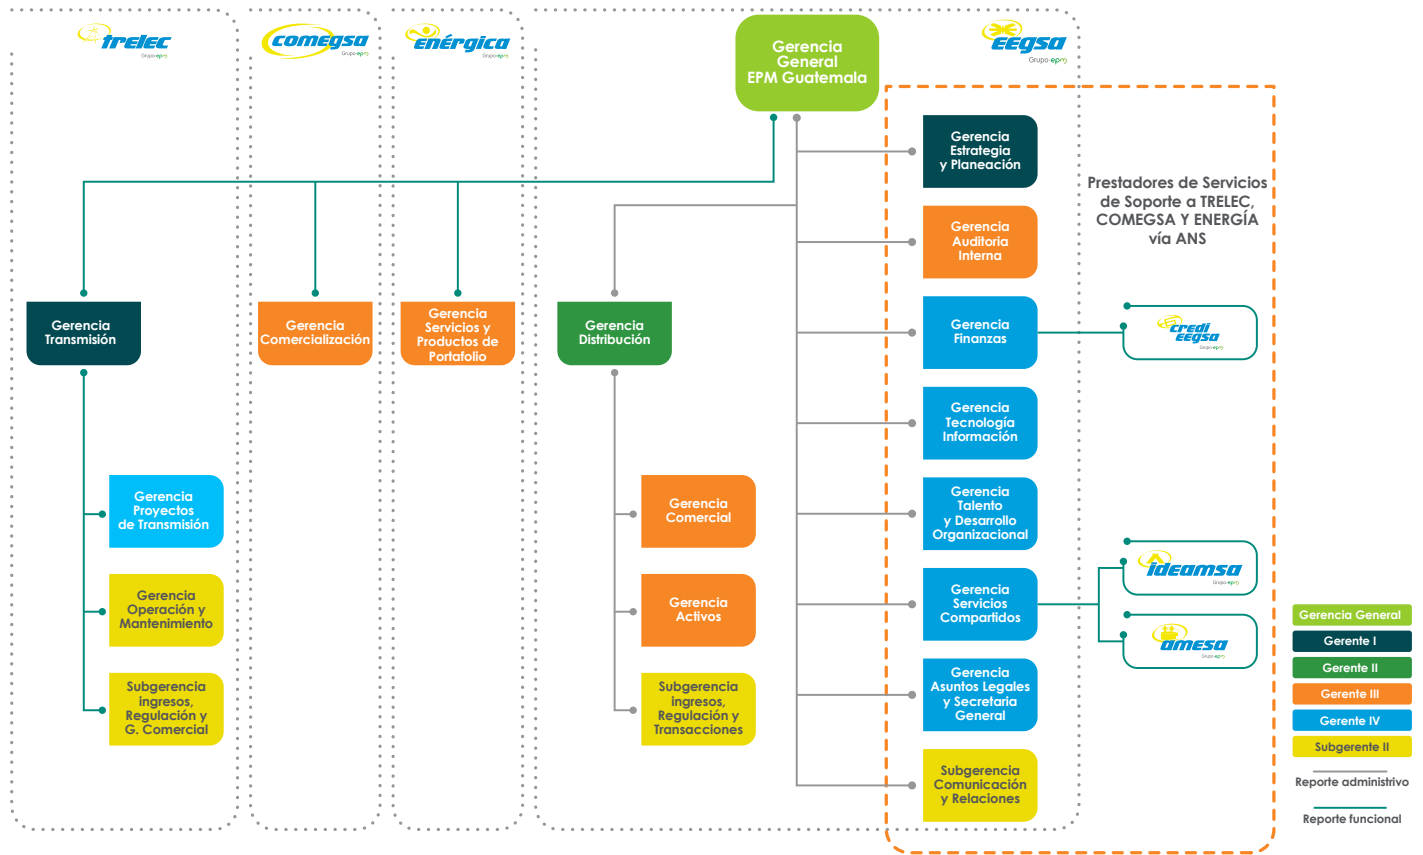 trelec
Grupo·epm
comegsa
Grupo·epm
enérgica
Grupo·epm
Gerencia
General
EPM Guatemala
eegsa
Grupo·epm
Gerencia
Estrategia
y Planeación
Prestadores de Servicios
de Soporte a TRELEC,
COMEGSA Y ENERGÍA
vía ANS
Gerencia
Auditoria
Interna
Gerencia
Transmisión
Gerencia
Comercialización
Gerencia
Servicios y
Productos de
Portafolio
Gerencia
Distribución
Gerencia
Finanzas
credi
eegsa
Grupo·epm
Gerencia
Tecnología
Información
Gerencia
Proyectos
de Transmisión
Gerencia
Comercial
Gerencia
Talento
y Desarrollo
Organizacional
Gerencia
Operación y
Mantenimiento
Gerencia
Activos
Gerencia
Servicios
Compartidos
ideamsa
Grupo·epm
amesa
Grupo·epm
Subgerencia
ingresos,
Regulación y
G. Comercial
Subgerencia
ingresos,
Regulación y
Transacciones
Gerencia
Asuntos Legales
y Secretaria
General
Subgerencia
Comunicación
y Relaciones
Gerencia General
Gerente I
Gerente II
Gerente III
Gerente IV
Subgerente II
Reporte administrivo
Reporte funcional